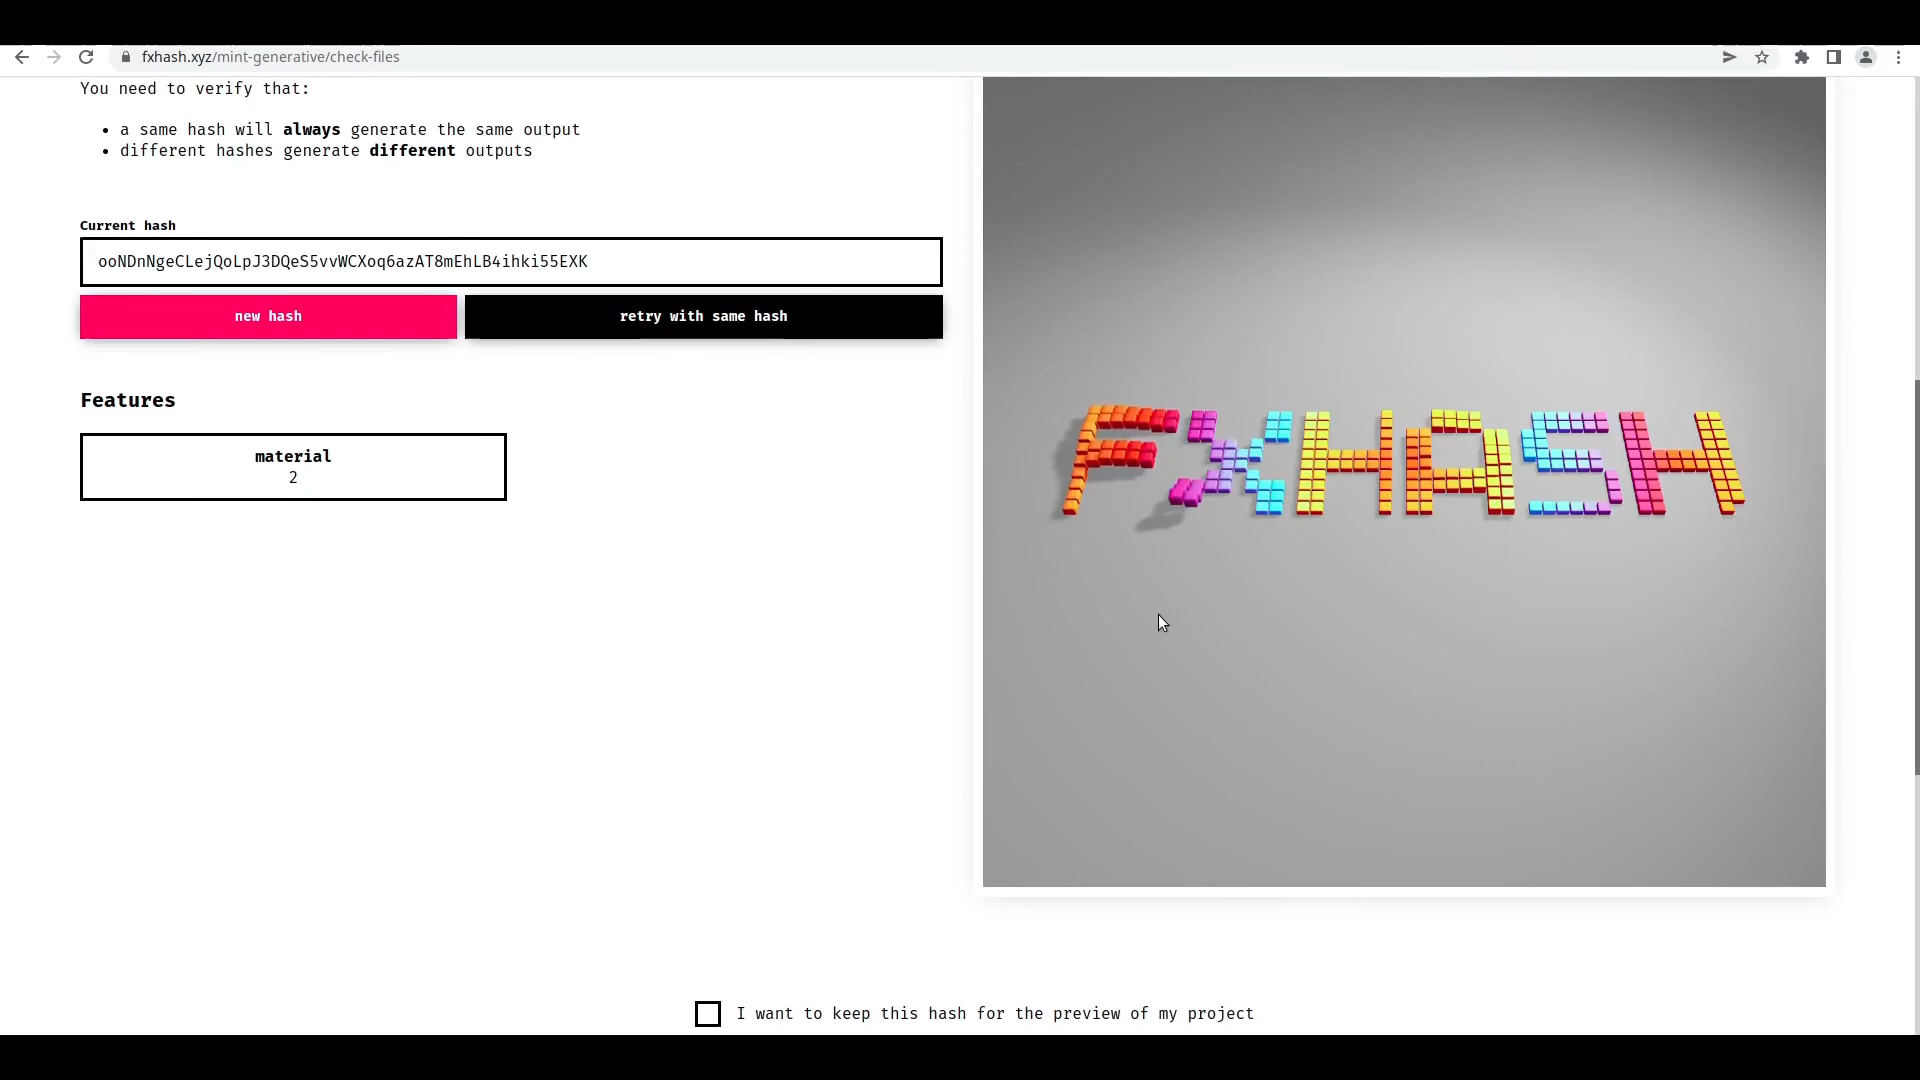 fxhash.xyz/mint-generative/check-files
You need to verify that:
• a same hash will always generate the same output
• different hashes generate different outputs
Current hash
ooNDnNgeCLejQoLpJ3DQeS5vvWCXoq6azAT8mEhLB4ihki55EXK
new hash
retry with same hash
Features
material
2
FXHASH
I want to keep this hash for the preview of my project